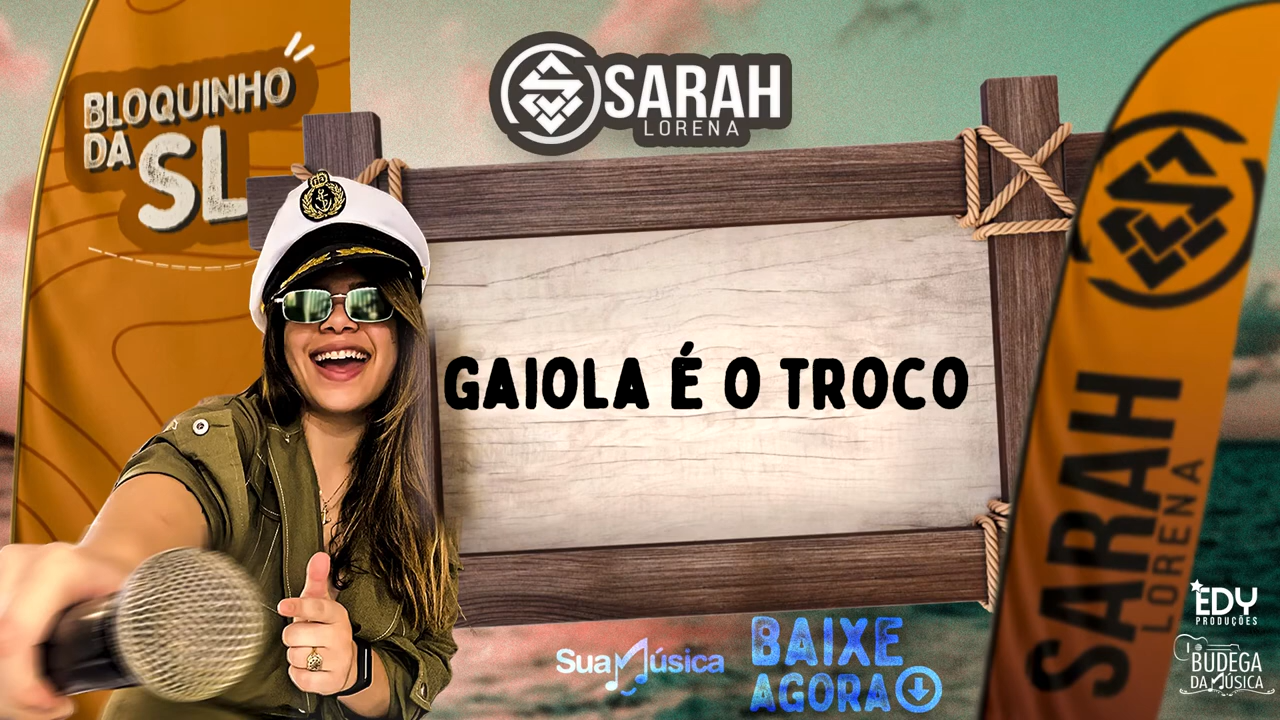 BLOQUINHO
DA SL
SARAH
LORENA
GAIOLA É O TROCO
SARAH
LORENA
SuaMúsica
BAIXE
AGORA
EDY
PRODUÇÕES
BUDEGA
DA MÚSICA